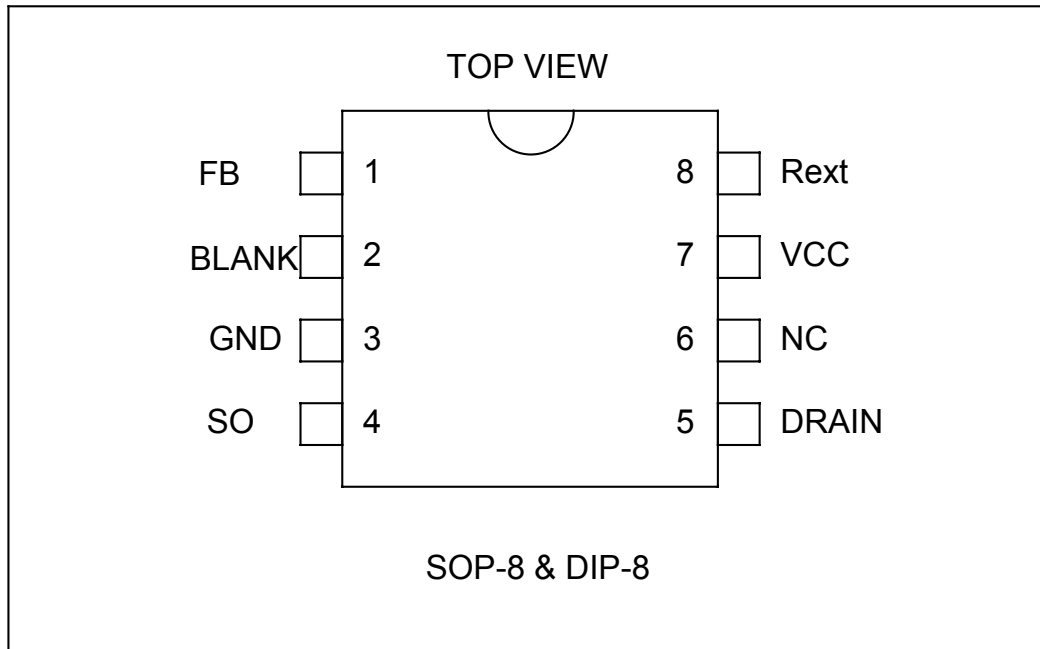 TOP VIEW
FB 1 8 Rext
BLANK 2 7 VCC
GND 3 6 NC
SO 4 5 DRAIN
SOP-8 & DIP-8